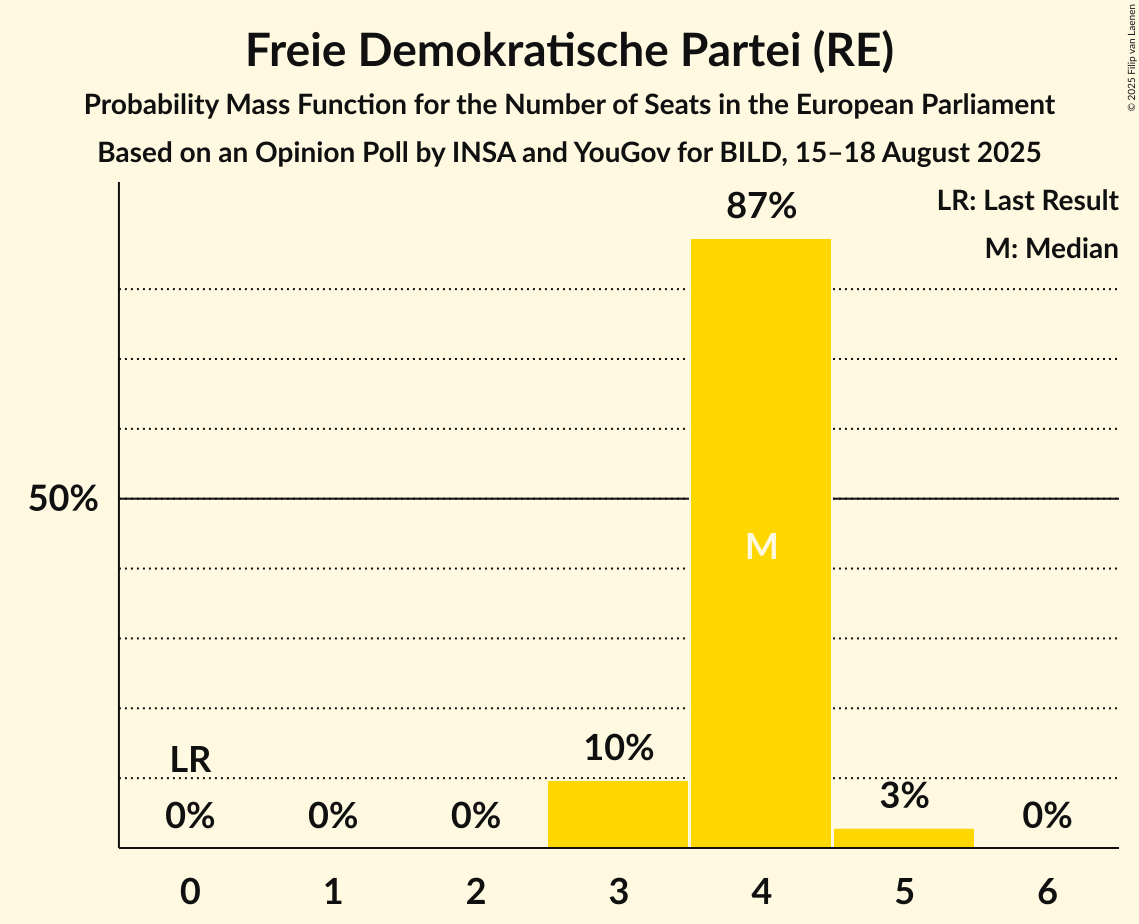 Freie Demokratische Partei (RE)
Probability Mass Function for the Number of Seats in the European Parliament
Based on an Opinion Poll by INSA and YouGov for BILD, 15–18 August 2025
© 2025 Filip van Laenen
LR: Last Result
M: Median
87%
50%
M
LR
10%
3%
0% 0% 0% 0%
0 1 2 3 4 5 6